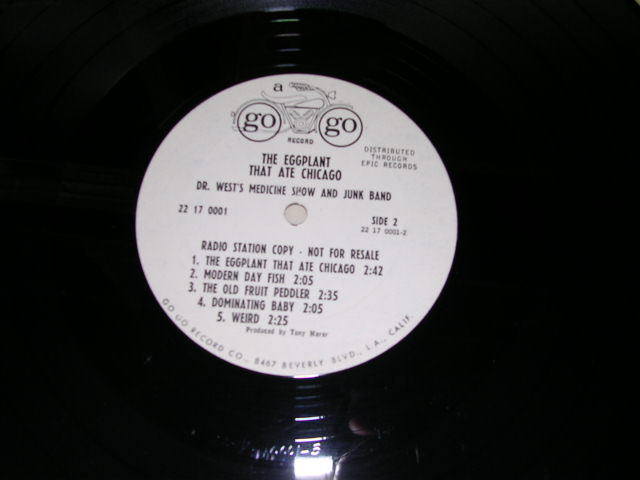 a
go go
RECORD
DISTRIBUTED
THROUGH
EPIC RECORDS
THE EGGPLANT
THAT ATE CHICAGO
DR. WEST'S MEDICINE SHOW AND JUNK BAND
22 17 0001
SIDE 2
22 17 0001-2
RADIO STATION COPY - NOT FOR RESALE
1. THE EGGPLANT THAT ATE CHICAGO 2:42
2. MODERN DAY FISH 2:05
3. THE OLD FRUIT PEDDLER 2:35
4. DOMINATING BABY 2:05
5. WEIRD 2:25
Produced by Tony Marer
GO GO RECORD CO., 8467 BEVERLY BLVD., L.A., CALIF.